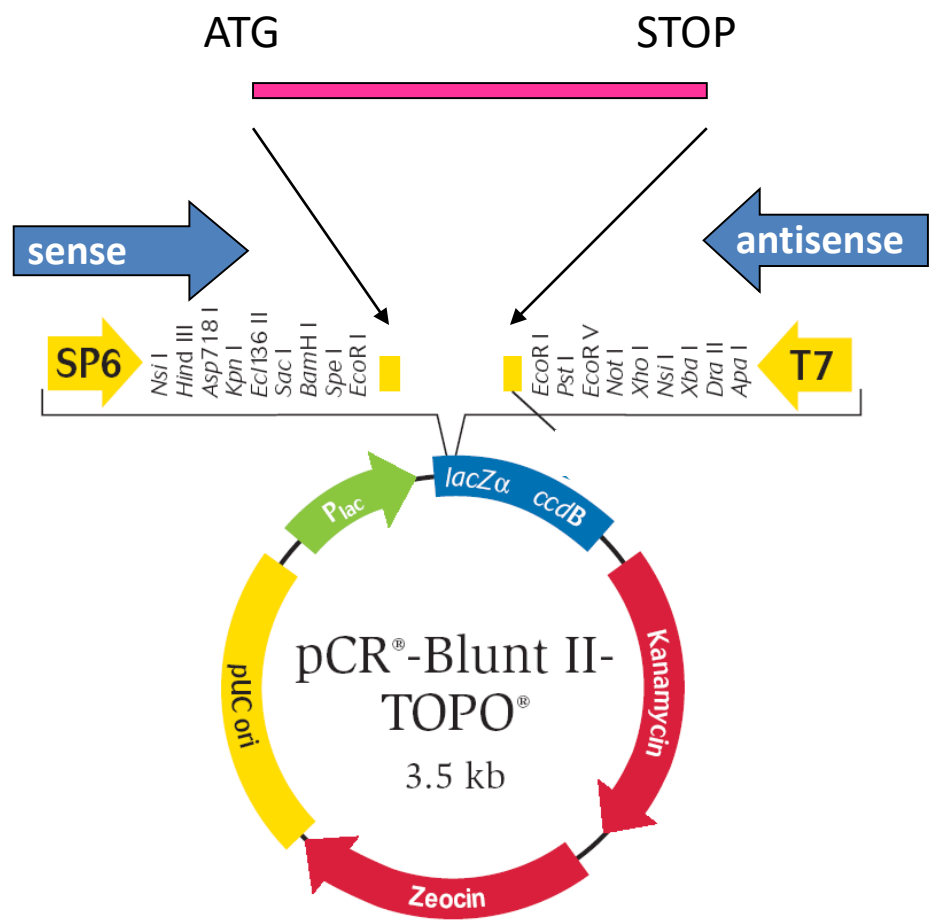 ATG STOP
sense antisense
SP6 Nsi I Hind III Asp718 I Kpn I Ecl136 II Sac I BamH I Spe I EcoR I EcoR I Pst I EcoR V Not I Xho I Nsi I Xba I Dra II Apa I T7
Plac lacZα ccdB
pUC ori
Kanamycin
pCR®-Blunt II-
TOPO®
3.5 kb
Zeocin